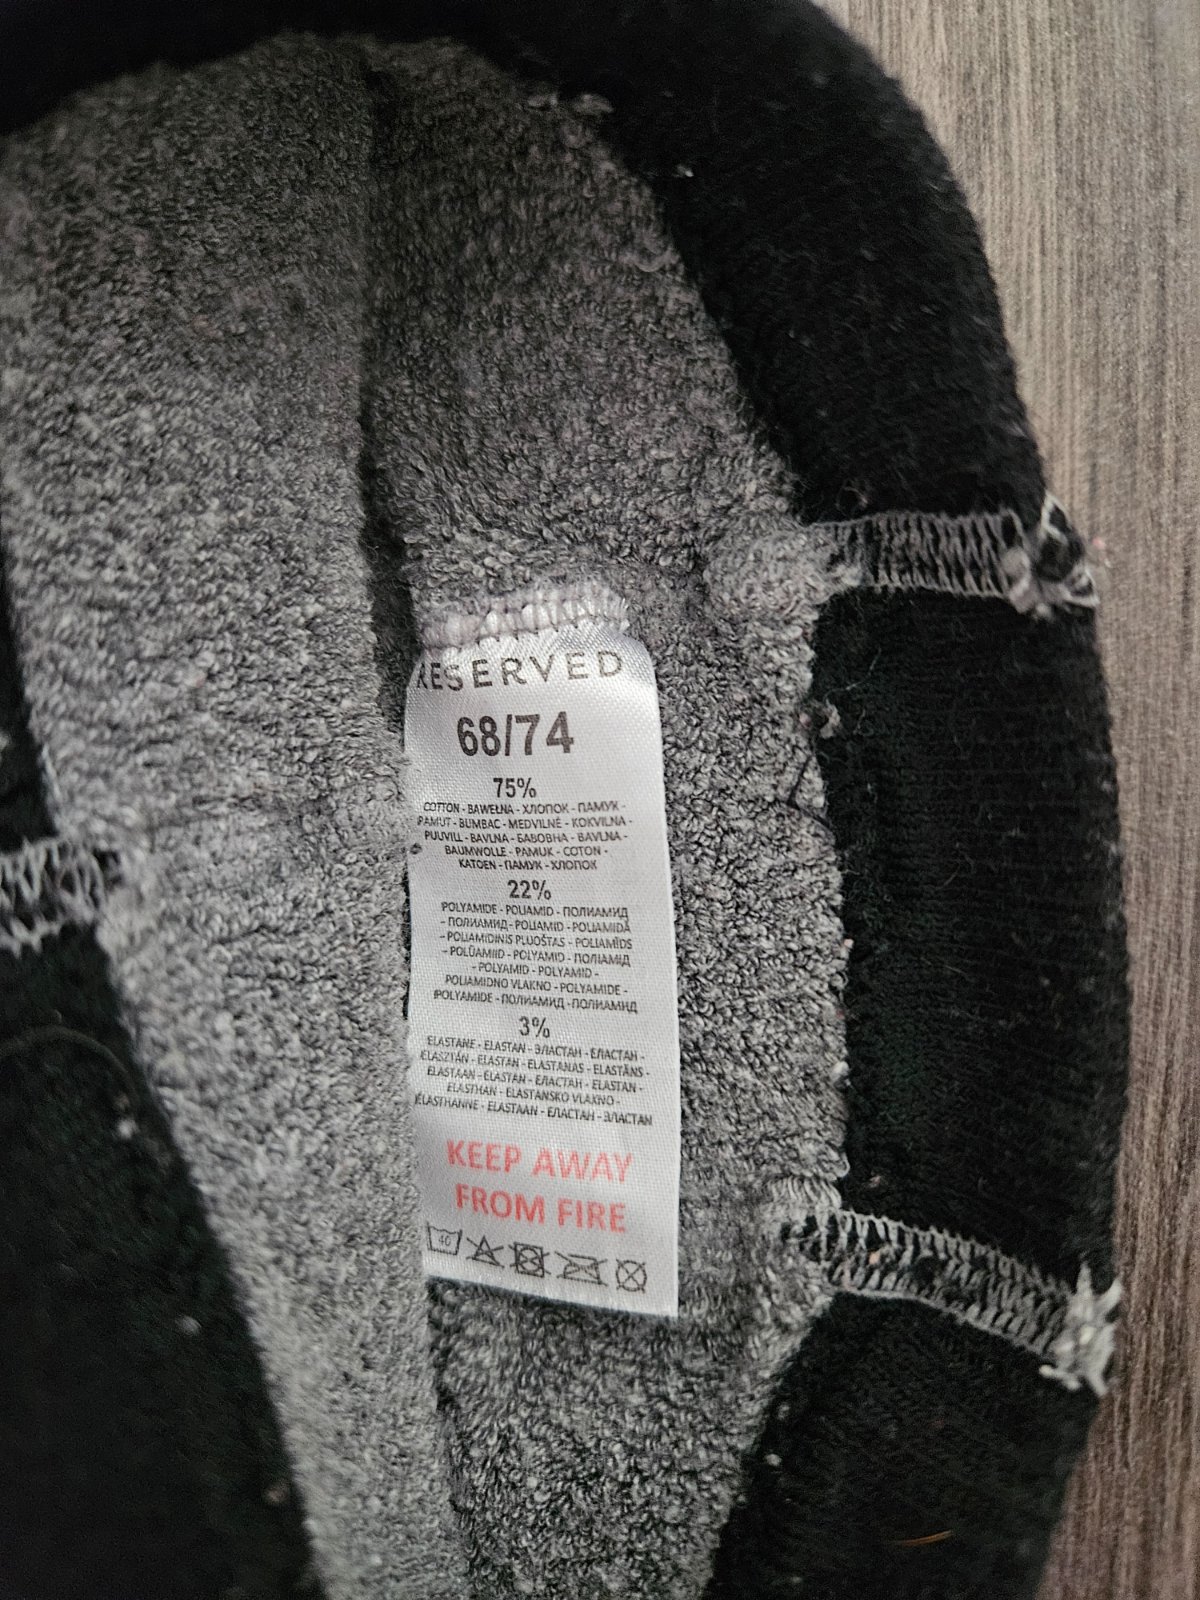 RESERVED
68/74
75%
COTTON - BAWEŁNA - ХЛОПОК - ПАМУК -
PAMUT - BUMBAC - MEDVILNĖ - KOKVILNA -
PUUVILL - BAVLNA - БАВОВНА - BAVLNA -
BAUMWOLLE - PAMUK - COTON -
KATOEN - ПАМУК - ХЛОПОК
22%
POLYAMIDE - POLIAMID - ПОЛИАМИД
- ПОЛИАМИД - POLIAMID - POLIAMIDĂ
- POLIAMIDINIS PLUOŠTAS - POLIAMĪDS
- POLÜAMIID - POLYAMID - ПОЛІАМІД
- POLYAMID - POLYAMID -
POLIAMIDNO VLAKNO - POLYAMIDE -
POLYAMIDE - ПОЛИАМИД -ПОЛИАМИД
3%
ELASTANE - ELASTAN - ЭЛАСТАН - ЕЛАСТАН -
ELASZTÁN - ELASTAN - ELASTANAS - ELASTĀNS -
ELASTAAN - ELASTAN - ЕЛАСТАН - ELASTAN -
ELASTHAN - ELASTANSKO VLAKNO -
ÉLASTHANNE - ELASTAAN - ЕЛАСТАН - ЭЛАСТАН
KEEP AWAY
FROM FIRE
40